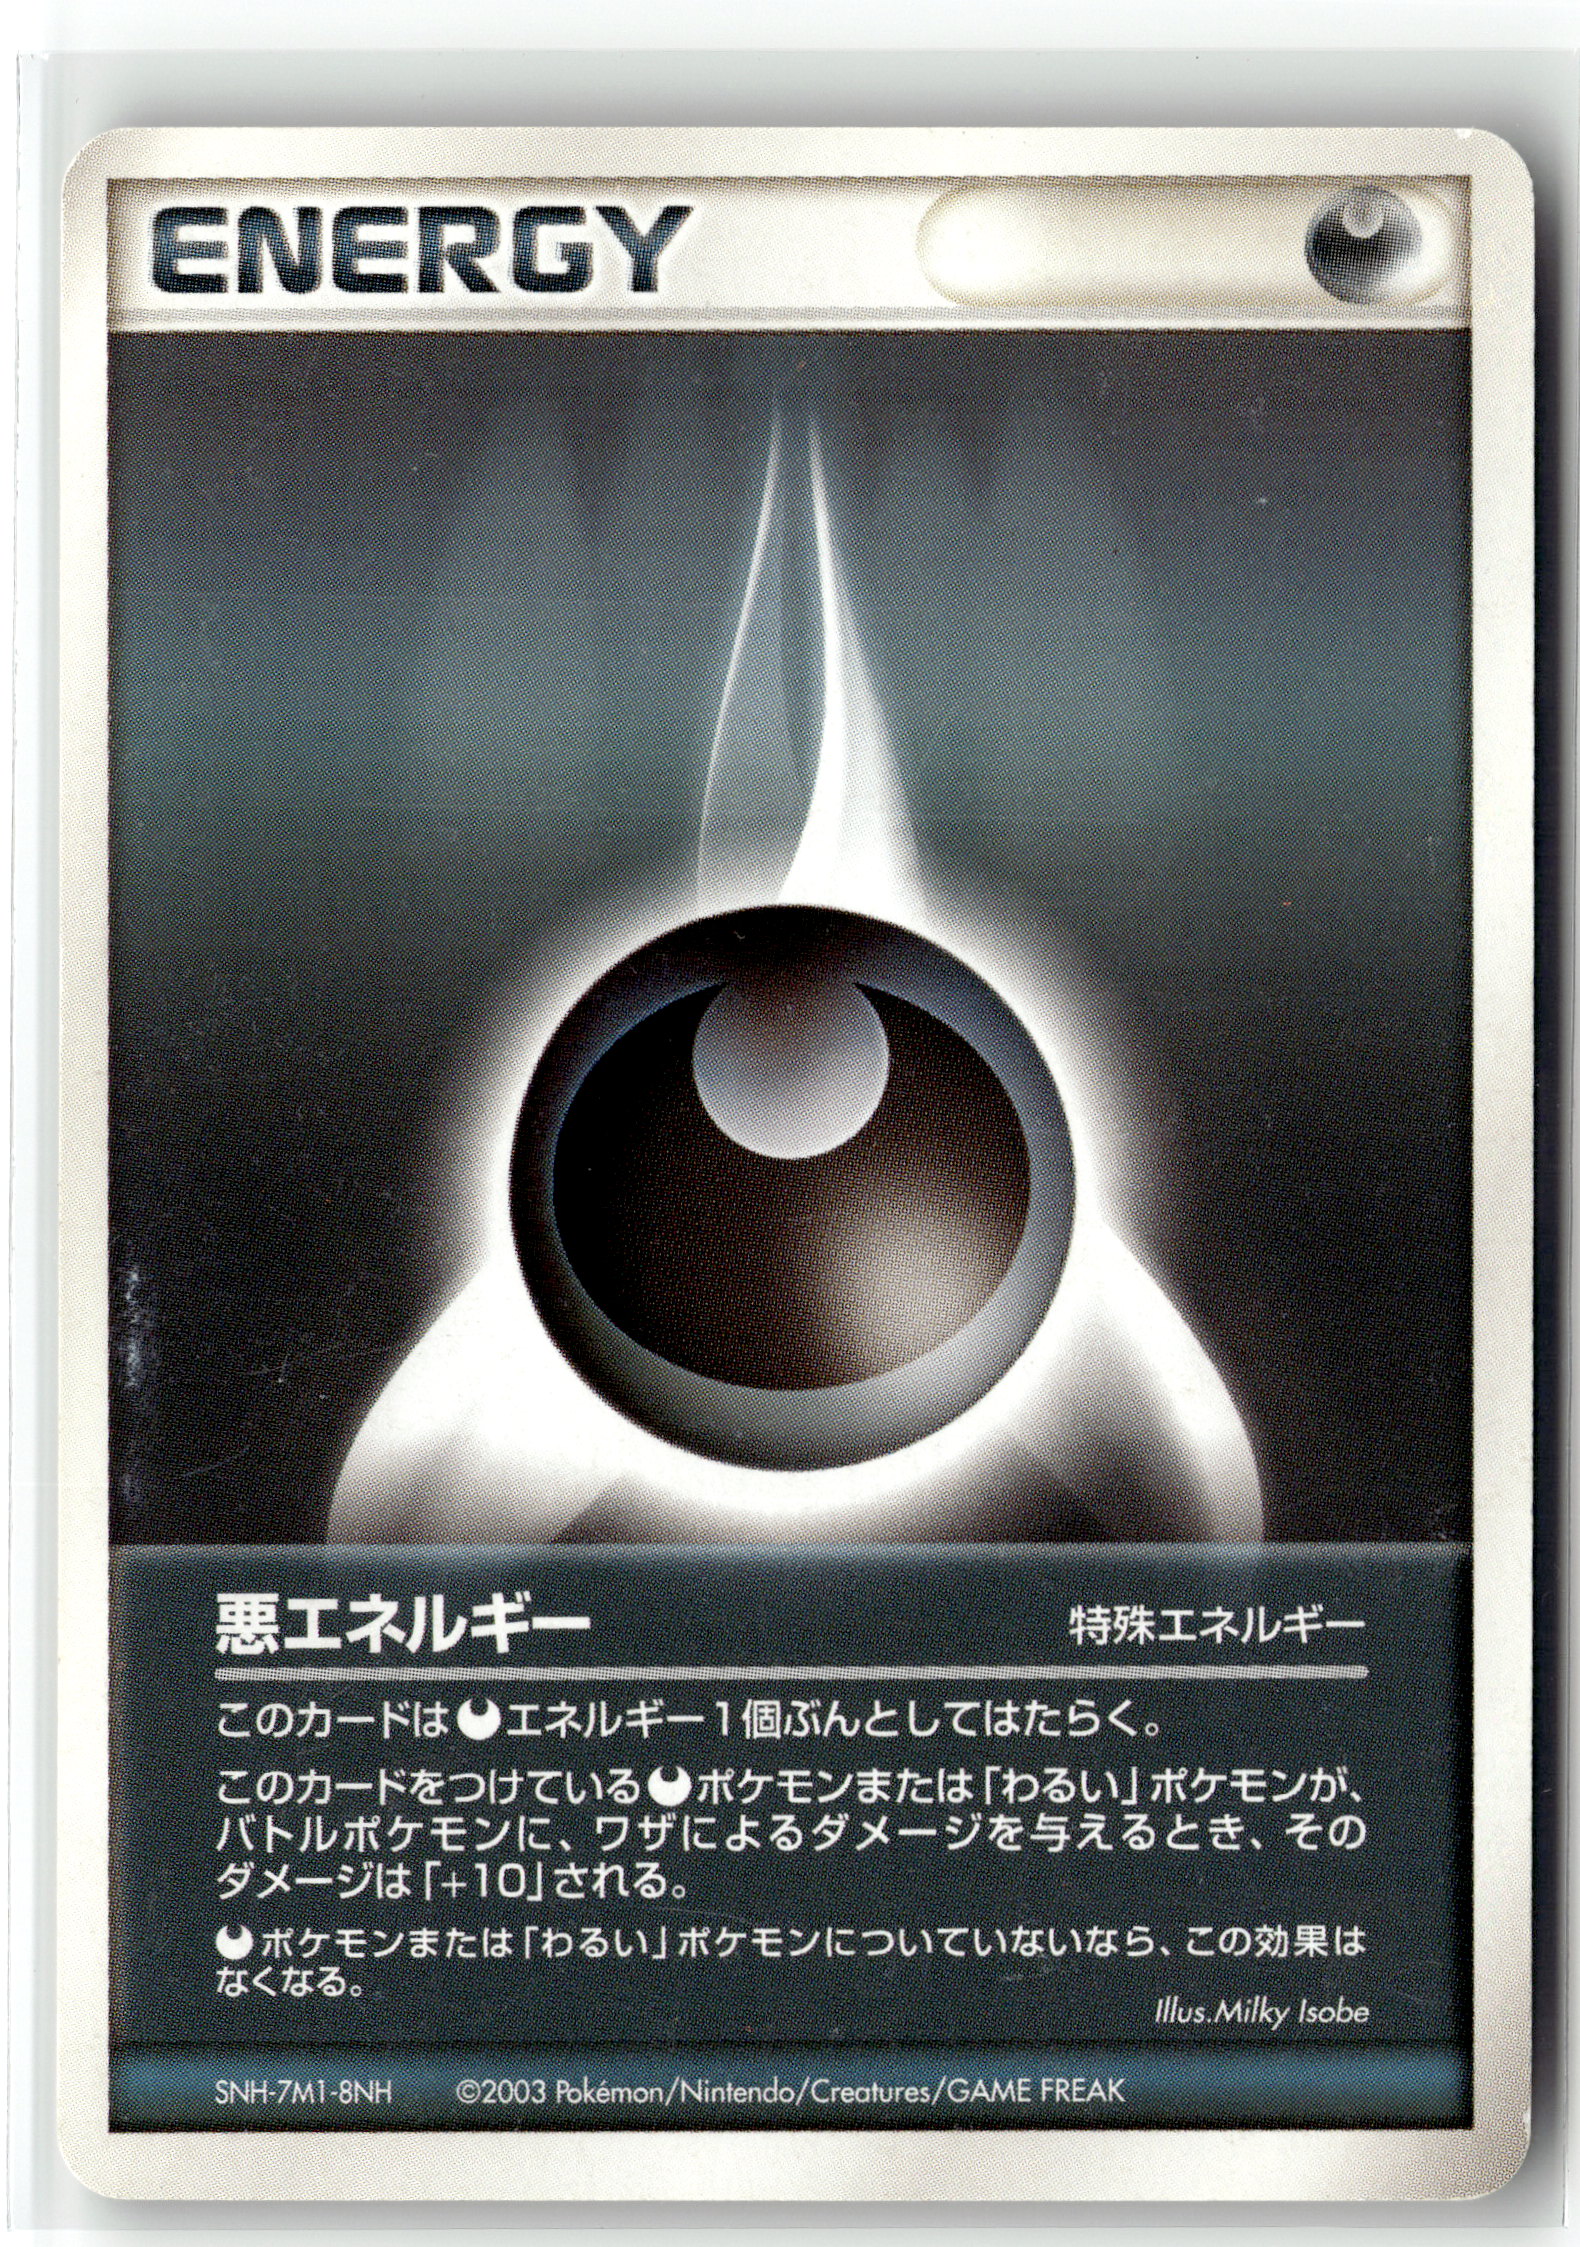 ENERGY
悪エネルギー 特殊エネルギー
このカードは エネルギー1個ぶんとしてはたらく。
このカードをつけている ポケモンまたは「わるい」ポケモンが、
バトルポケモンに、ワザによるダメージを与えるとき、その
ダメージは「+10」される。
ポケモンまたは「わるい」ポケモンについていないなら、この効果は
なくなる。
Illus.Milky Isobe
SNH-7M1-8NH ©2003 Pokémon/Nintendo/Creatures/GAME FREAK